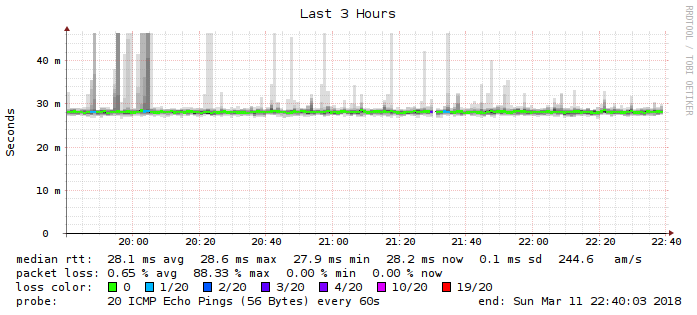 Last 3 Hours
RRDTOOL / TOBI OETIKER
Seconds
40 m
30 m
20 m
10 m
0
20:00 20:20 20:40 21:00 21:20 21:40 22:00 22:20 22:40
median rtt: 28.1 ms avg 28.6 ms max 27.9 ms min 28.2 ms now 0.1 ms sd 244.6 am/s
packet loss: 0.65 % avg 88.33 % max 0.00 % min 0.00 % now
loss color: 0 1/20 2/20 3/20 4/20 10/20 19/20
probe: 20 ICMP Echo Pings (56 Bytes) every 60s end: Sun Mar 11 22:40:03 2018